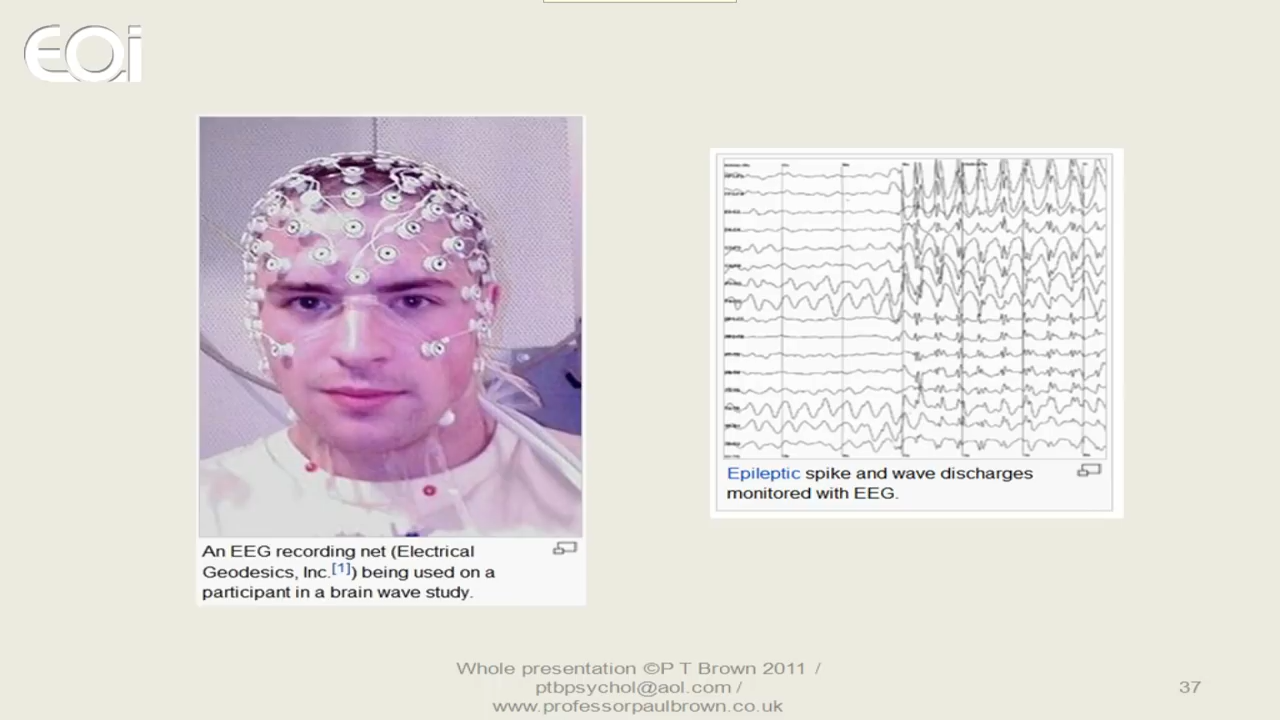 EQi
An EEG recording net (Electrical
Geodesics, Inc.[1]) being used on a
participant in a brain wave study.
Epileptic spike and wave discharges
monitored with EEG.
Whole presentation ©P T Brown 2011 /
ptbpsychol@aol.com /
www.professorpaulbrown.co.uk
37